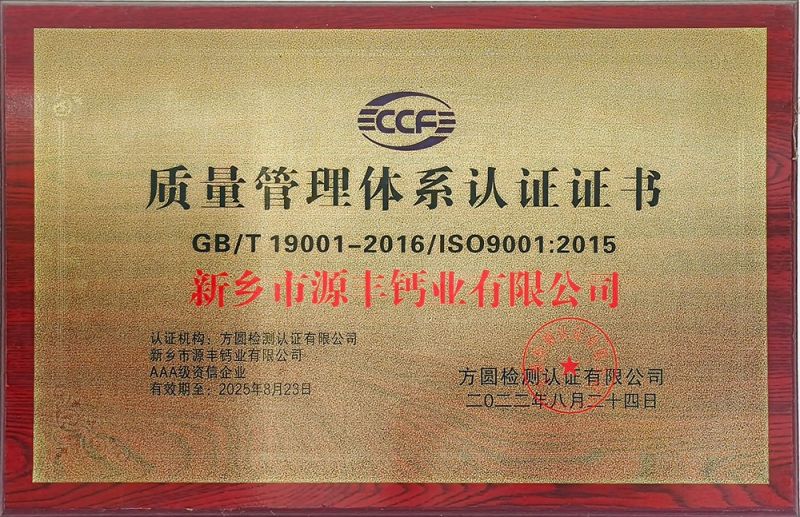 CCF
质量管理体系认证证书
GB/T 19001-2016/ISO9001:2015
新乡市源丰钙业有限公司
认证机构：方圆检测认证有限公司
新乡市源丰钙业有限公司
AAA级资信企业
有效期至：2025年8月23日
方圆检测认证有限公司
二〇二二年八月二十四日